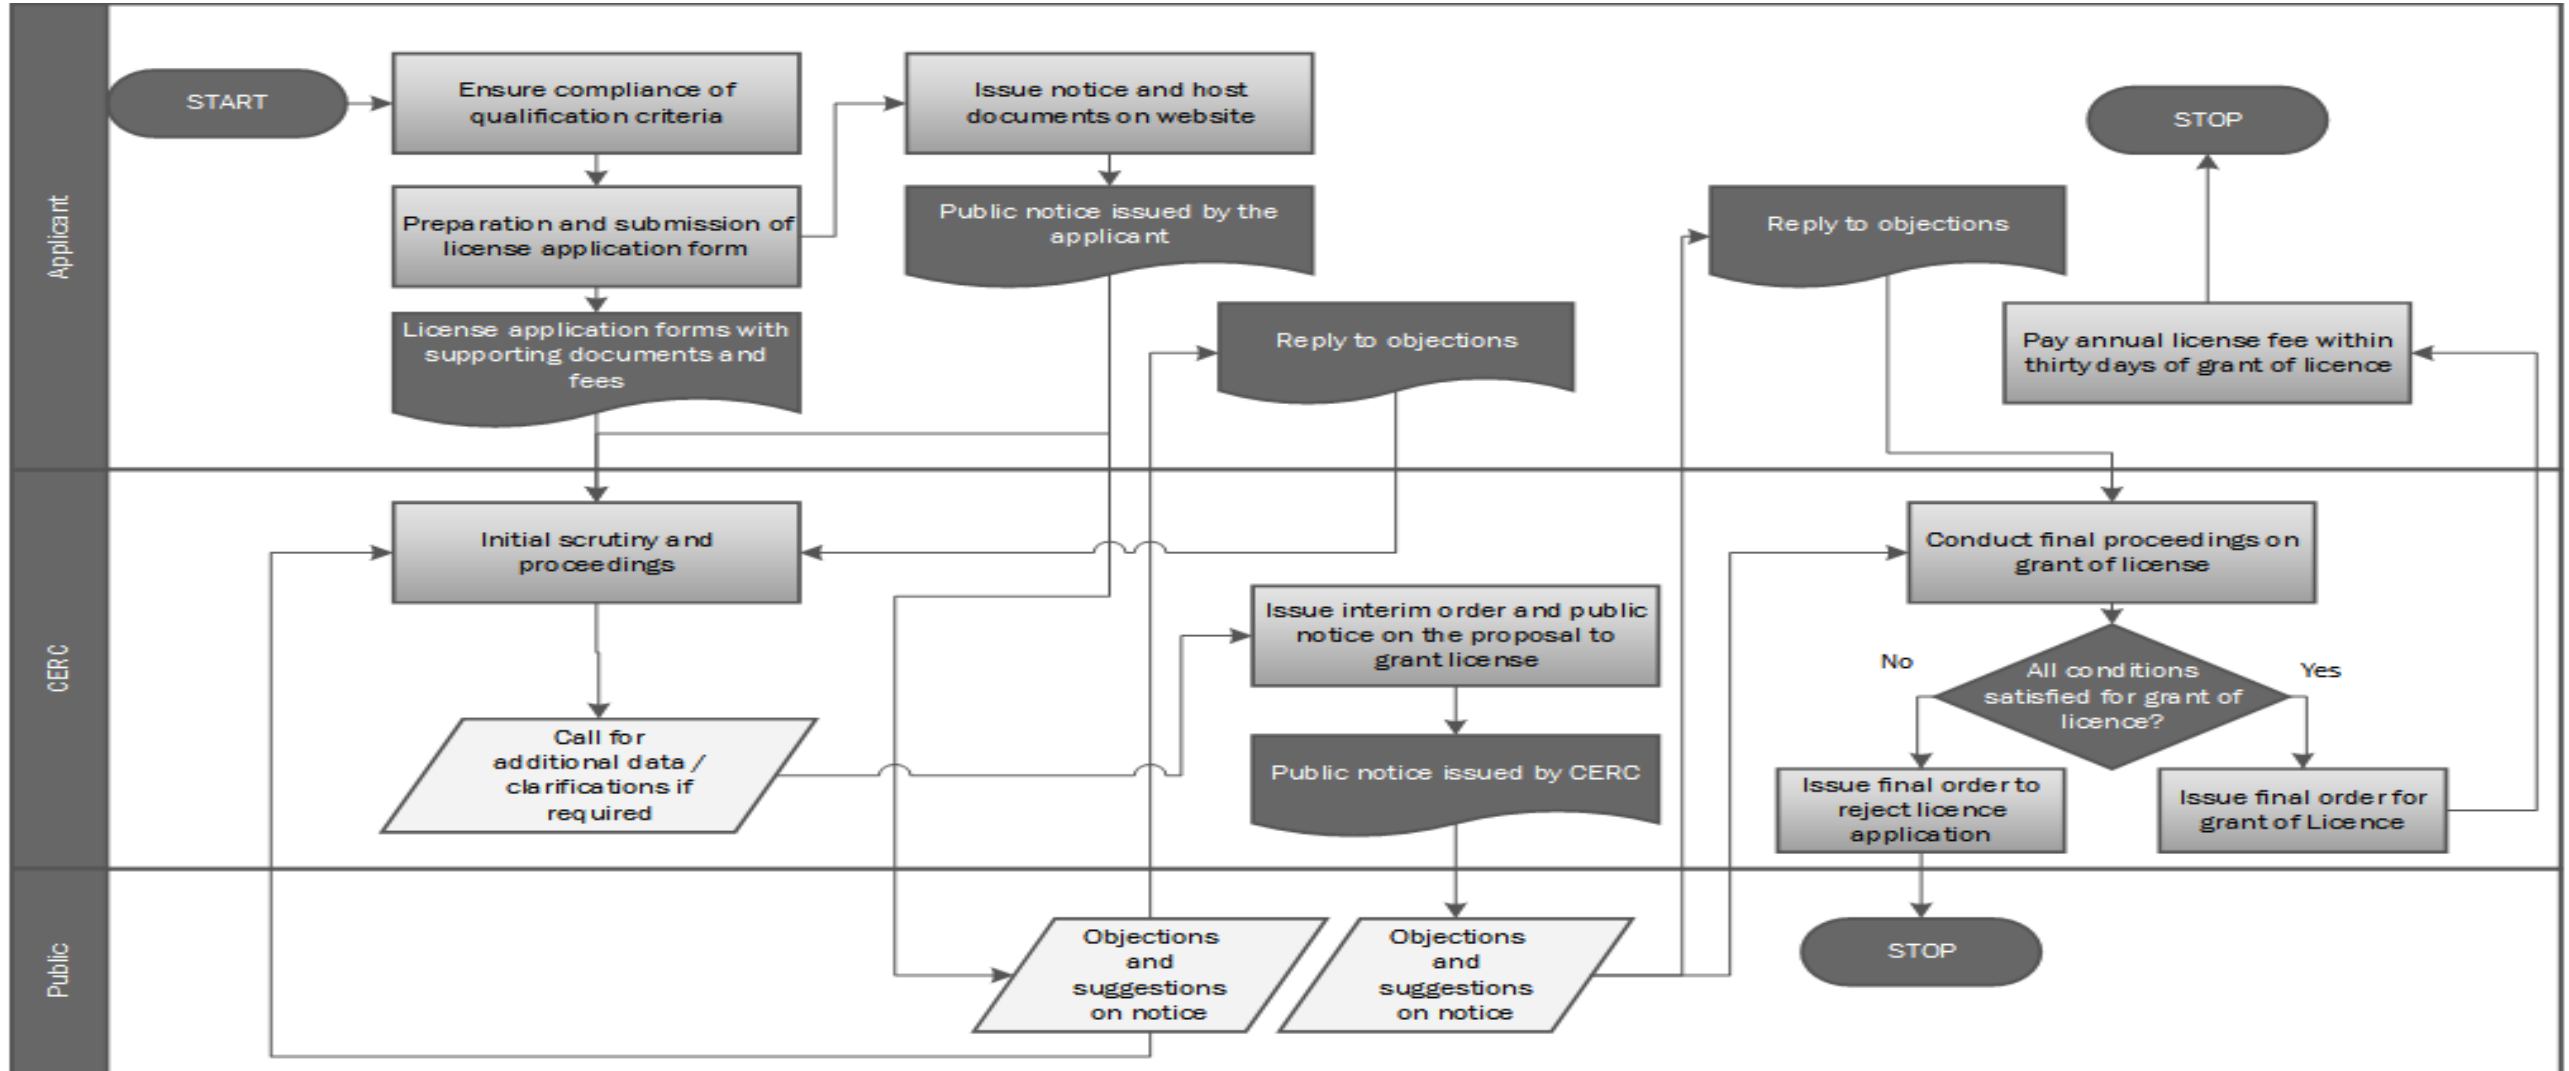 Applicant
START
Ensure compliance of
qualification criteria
Issue notice and host
documents on website
STOP
Preparation and submission of
license application form
Public notice issued by the
applicant
Reply to objections
License application forms with
supporting documents and
fees
Reply to objections
Pay annual license fee within
thirty days of grant of licence
CERC
Initial scrutiny and
proceedings
Conduct final proceedings on
grant of license
Issue interim order and public
notice on the proposal to
grant license
No
All conditions
satisfied for grant of
licence?
Yes
Call for
additional data /
clarifications if
required
Public notice issued by CERC
Issue final order to
reject licence
application
Issue final order for
grant of Licence
Public
Objections
and
suggestions
on notice
Objections
and
suggestions
on notice
STOP